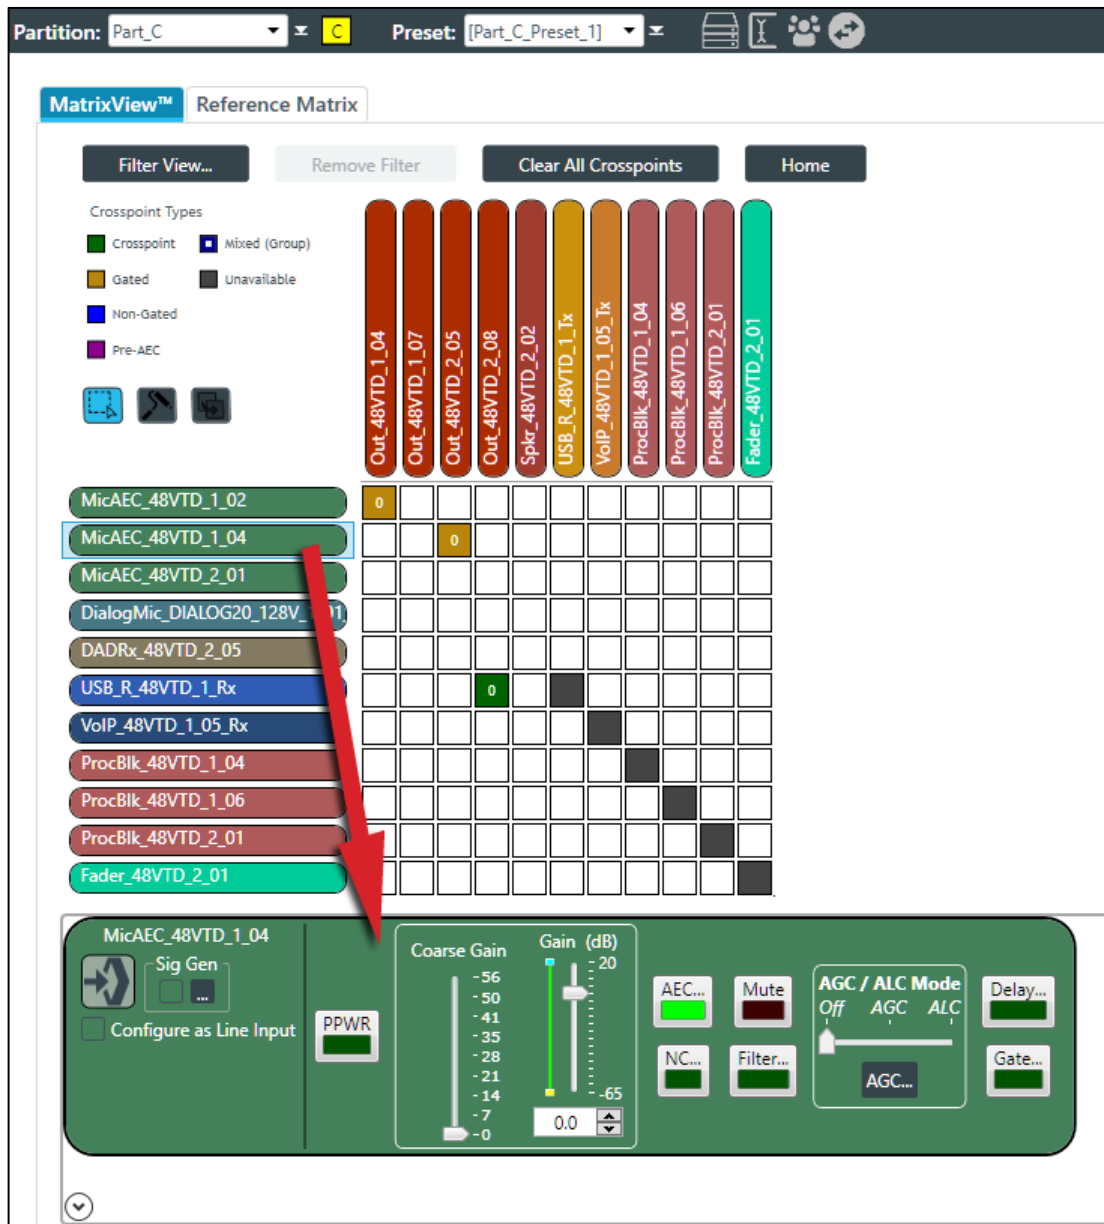 Partition: Part_C C Preset: [Part_C_Preset_1]
MatrixView™ Reference Matrix
Filter View... Remove Filter Clear All Crosspoints Home
Crosspoint Types
Crosspoint Mixed (Group)
Gated Unavailable
Non-Gated
Pre-AEC
Out_48VTD_1_04
Out_48VTD_1_07
Out_48VTD_2_05
Out_48VTD_2_08
Spkr_48VTD_2_02
USB_R_48VTD_1_Tx
VoIP_48VTD_1_05_Tx
ProcBlk_48VTD_1_04
ProcBlk_48VTD_1_06
ProcBlk_48VTD_2_01
Fader_48VTD_2_01
MicAEC_48VTD_1_02 0
MicAEC_48VTD_1_04 0
MicAEC_48VTD_2_01
DialogMic_DIALOG20_128V_1_01
DADRx_48VTD_2_05
USB_R_48VTD_1_Rx 0
VoIP_48VTD_1_05_Rx
ProcBlk_48VTD_1_04
ProcBlk_48VTD_1_06
ProcBlk_48VTD_2_01
Fader_48VTD_2_01
MicAEC_48VTD_1_04
Sig Gen
...
Configure as Line Input
PPWR
Coarse Gain
-56
-50
-41
-35
-28
-21
-14
-7
-0
Gain (dB)
20
-65
0.0
AEC... Mute
NC... Filter...
AGC / ALC Mode
Off AGC ALC
AGC...
Delay...
Gate...